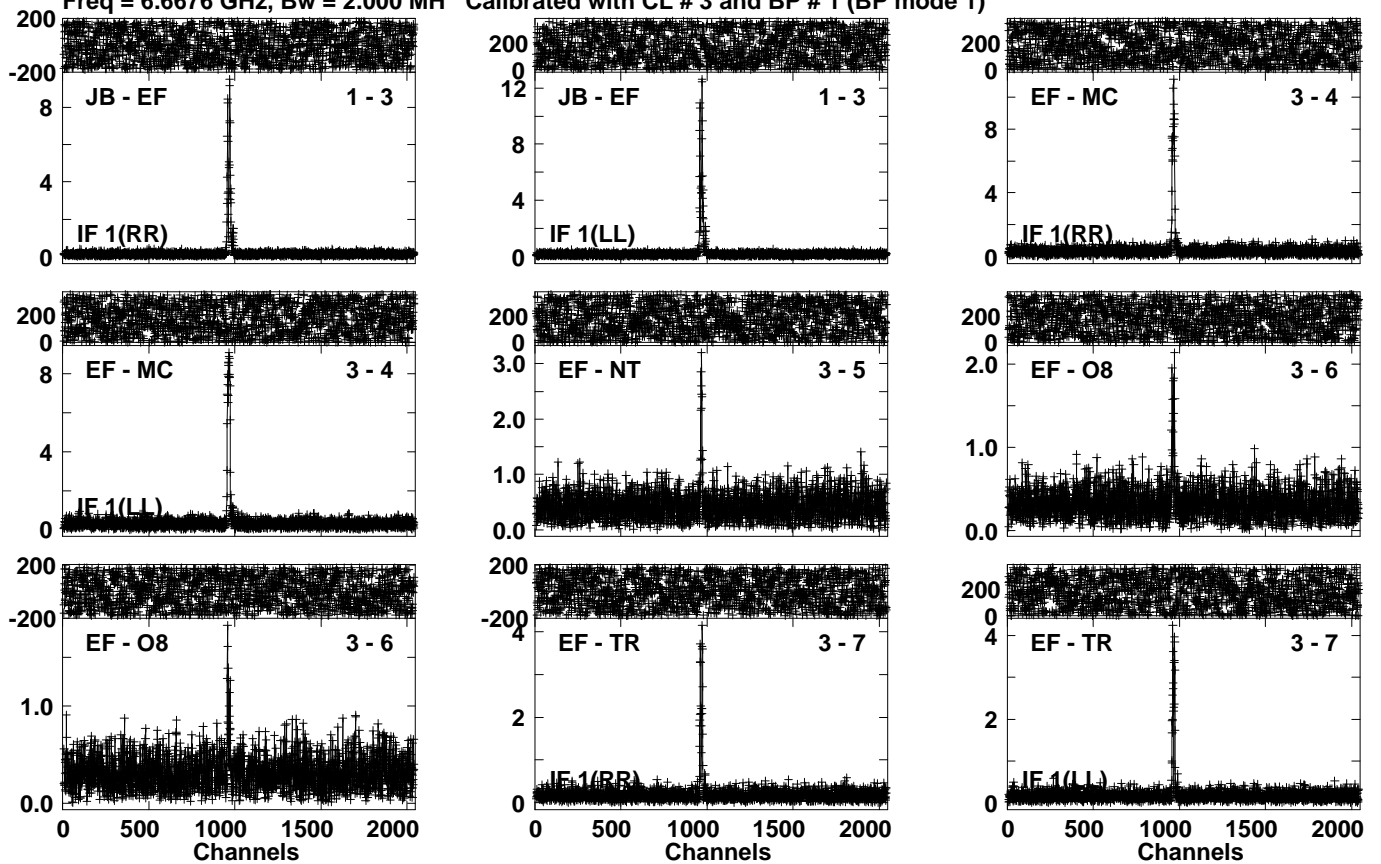 Freq = 6.6676 GHz, Bw = 2.000 MH Calibrated with CL # 3 and BP # 1 (BP mode 1)
200
-200
8
4
0
JB - EF 1 - 3
IF 1(RR)
200
0
12
8
4
0
JB - EF 1 - 3
IF 1(LL)
200
0
8
4
0
EF - MC 3 - 4
IF 1(RR)
200
0
8
4
0
EF - MC 3 - 4
IF 1(LL)
200
0
3.0
2.0
1.0
0.0
EF - NT 3 - 5
200
0
2.0
1.0
0.0
EF - O8 3 - 6
200
-200
1.0
0.0
EF - O8 3 - 6
0 500 1000 1500 2000
Channels
200
-200
4
2
0
EF - TR 3 - 7
IF 1(RR)
0 500 1000 1500 2000
Channels
200
0
4
2
0
EF - TR 3 - 7
IF 1(LL)
0 500 1000 1500 2000
Channels